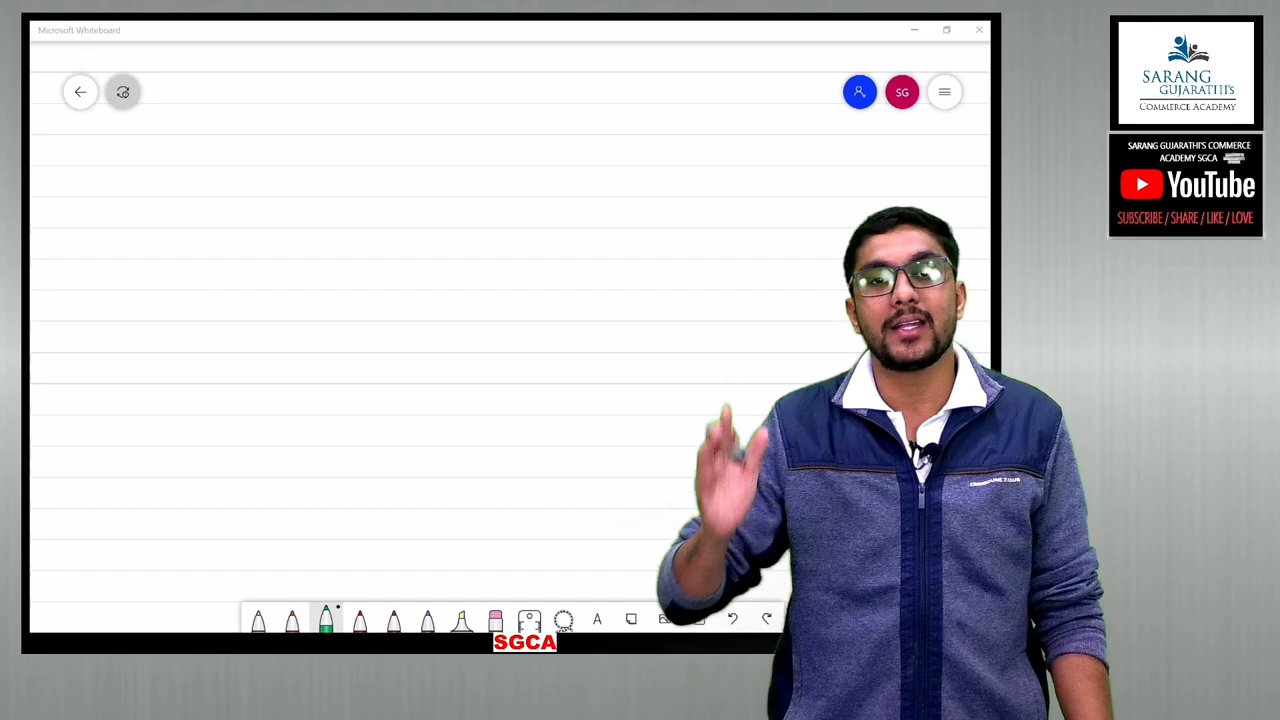 Microsoft Whiteboard
SG
SARANG
GUJARATHI'S
COMMERCE ACADEMY
SARANG GUJARATHI'S COMMERCE
ACADEMY SGCA
YouTube
SUBSCRIBE / SHARE / LIKE / LOVE
A
SGCA